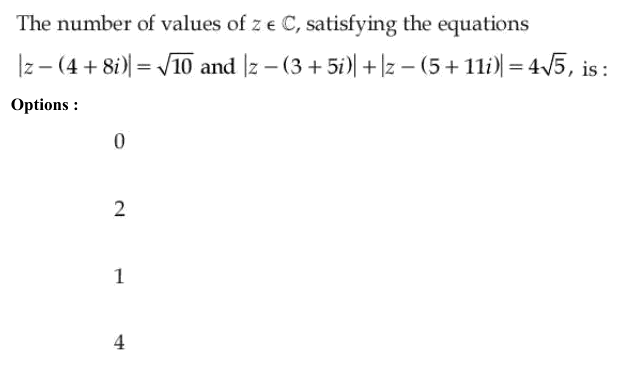 The number of values of z ϵ ℂ, satisfying the equations
|z – (4 + 8i)| = √10 and |z – (3 + 5i)| + |z – (5 + 11i)| = 4√5, is :
Options :
0
2
1
4